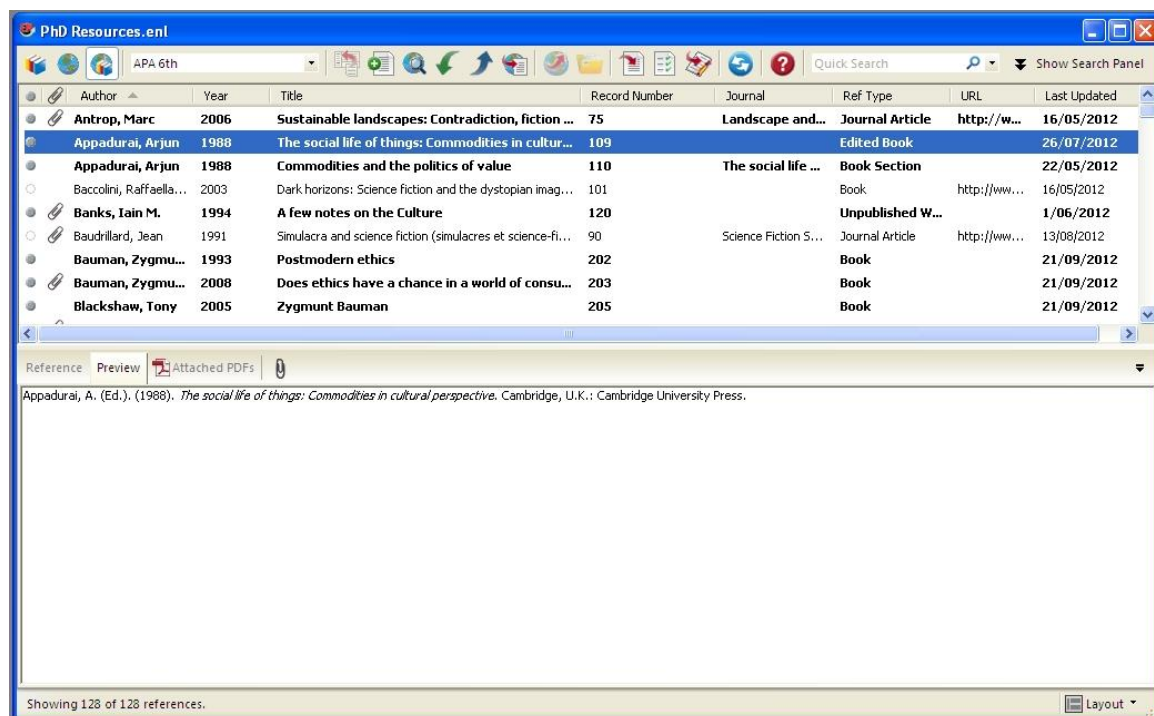 PhD Resources.enl
APA 6th Quick Search Show Search Panel
Author Year Title Record Number Journal Ref Type URL Last Updated
Antrop, Marc 2006 Sustainable landscapes: Contradiction, fiction ... 75 Landscape and... Journal Article http://w... 16/05/2012
Appadurai, Arjun 1988 The social life of things: Commodities in cultur... 109 Edited Book 26/07/2012
Appadurai, Arjun 1988 Commodities and the politics of value 110 The social life ... Book Section 22/05/2012
Baccolini, Raffaella... 2003 Dark horizons: Science fiction and the dystopian imag... 101 Book http://ww... 16/05/2012
Banks, Iain M. 1994 A few notes on the Culture 120 Unpublished W... 1/06/2012
Baudrillard, Jean 1991 Simulacra and science fiction (simulacres et science-fi... 90 Science Fiction S... Journal Article http://ww... 13/08/2012
Bauman, Zygmu... 1993 Postmodern ethics 202 Book 21/09/2012
Bauman, Zygmu... 2008 Does ethics have a chance in a world of consu... 203 Book 21/09/2012
Blackshaw, Tony 2005 Zygmunt Bauman 205 Book 21/09/2012
Reference Preview Attached PDFs
Appadurai, A. (Ed.). (1988). The social life of things: Commodities in cultural perspective. Cambridge, U.K.: Cambridge University Press.
Showing 128 of 128 references. Layout